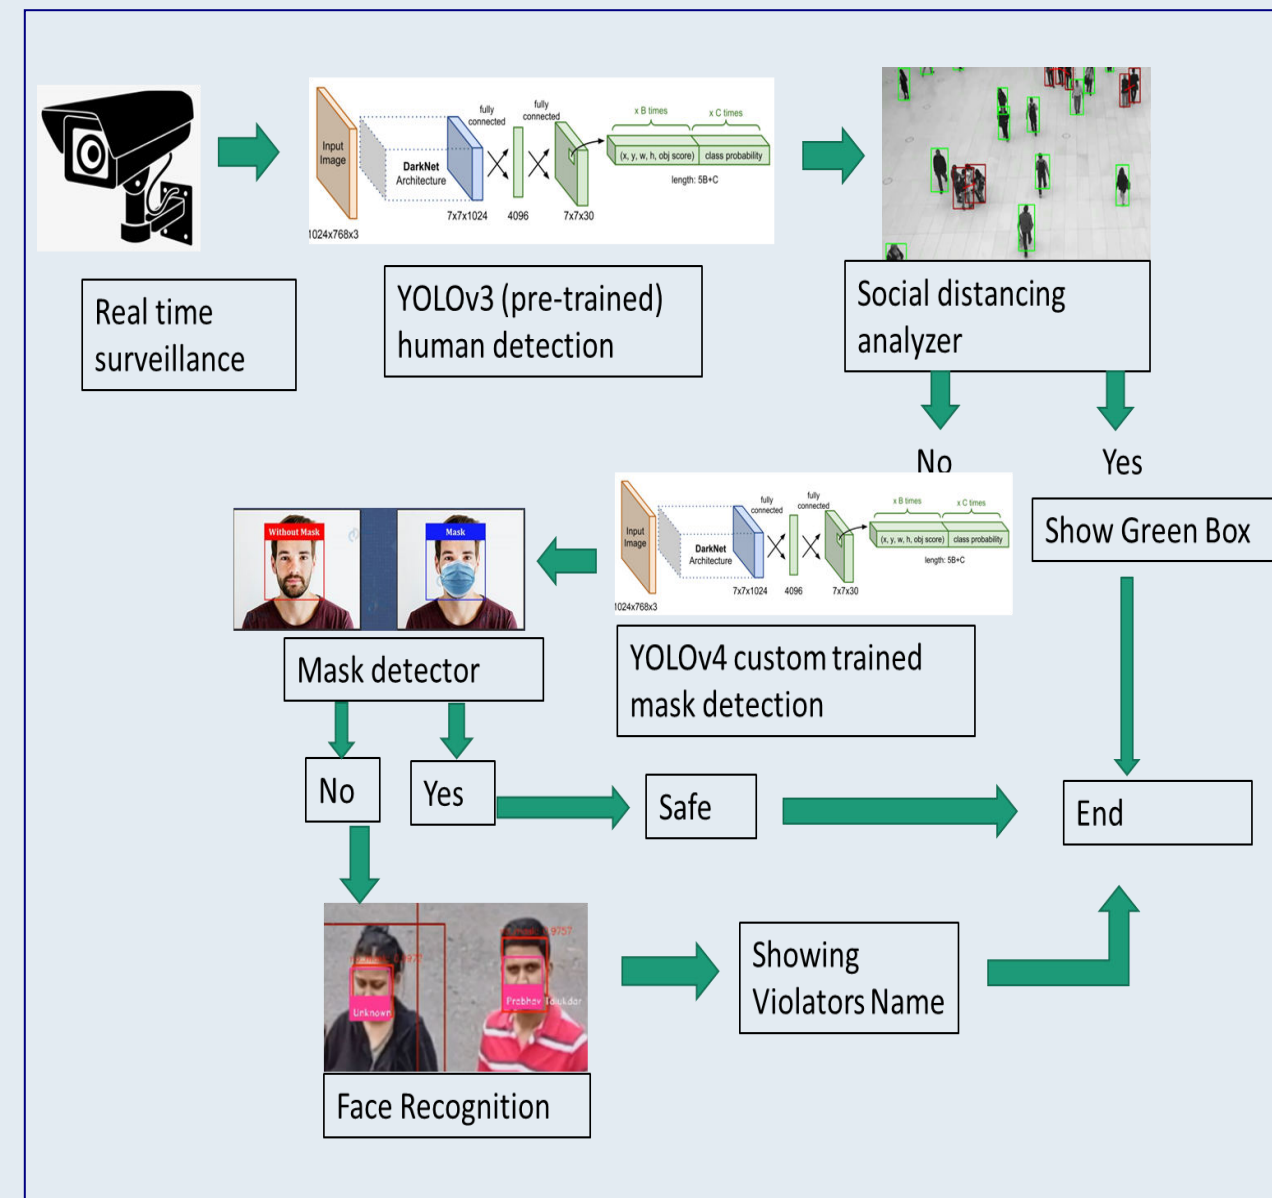 Input
Image
1024x768x3
DarkNet
Architecture
7x7x1024
fully
connected
4096
fully
connected
7x7x30
x B times
x C times
(x, y, w, h, obj score)
class probability
length: 5B+C
Real time
surveillance
YOLOv3 (pre-trained)
human detection
Social distancing
analyzer
No
Yes
Show Green Box
Input
Image
1024x768x3
DarkNet
Architecture
7x7x1024
fully
connected
4096
fully
connected
7x7x30
x B times
x C times
(x, y, w, h, obj score)
class probability
length: 5B+C
YOLOv4 custom trained
mask detection
Without Mask
Mask
Mask detector
No
Yes
Safe
End
Unknown
Prabhav Talukdar
Face Recognition
Showing
Violators Name